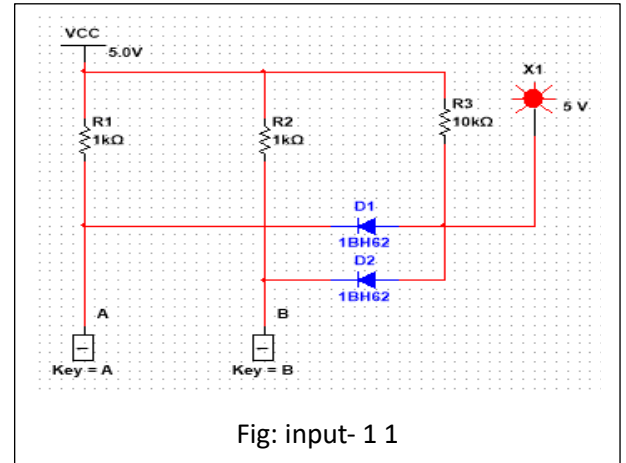 VCC
5.0V
X1
5 V
R1
1kΩ
R2
1kΩ
R3
10kΩ
D1
1BH62
D2
1BH62
A
B
Key = A
Key = B
Fig: input- 1 1